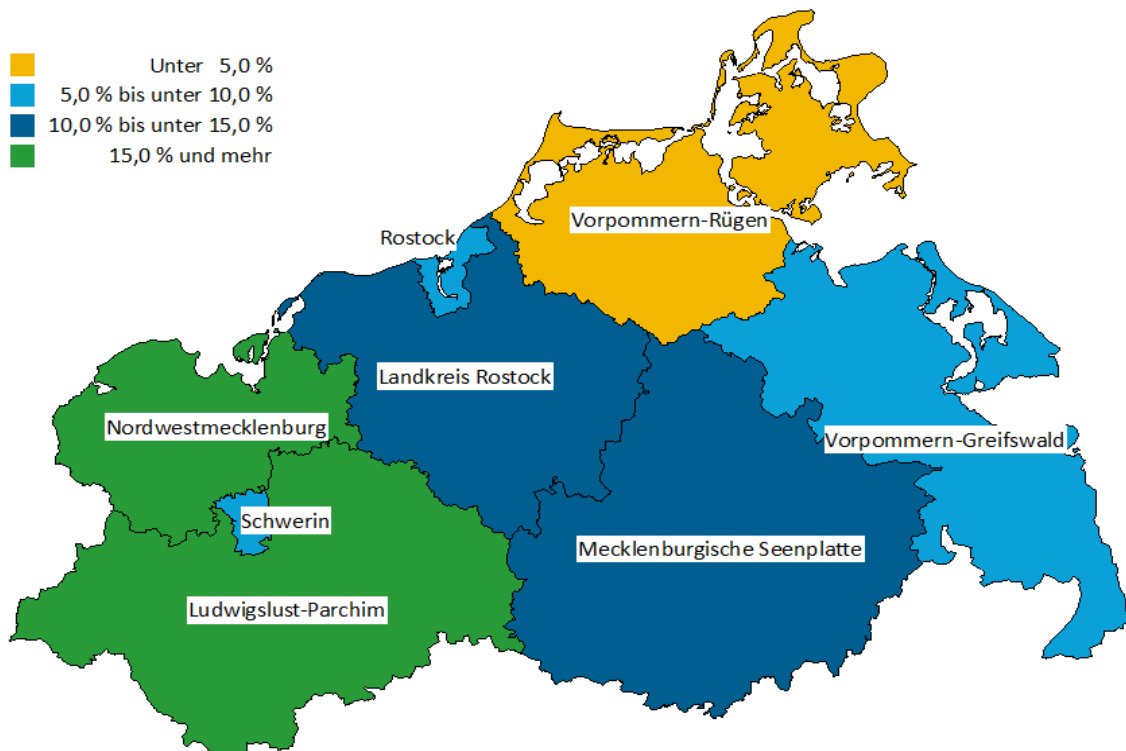 Unter 5,0 %
5,0 % bis unter 10,0 %
10,0 % bis unter 15,0 %
15,0 % und mehr
Vorpommern-Rügen
Rostock
Landkreis Rostock
Nordwestmecklenburg
Vorpommern-Greifswald
Schwerin
Mecklenburgische Seenplatte
Ludwigslust-Parchim